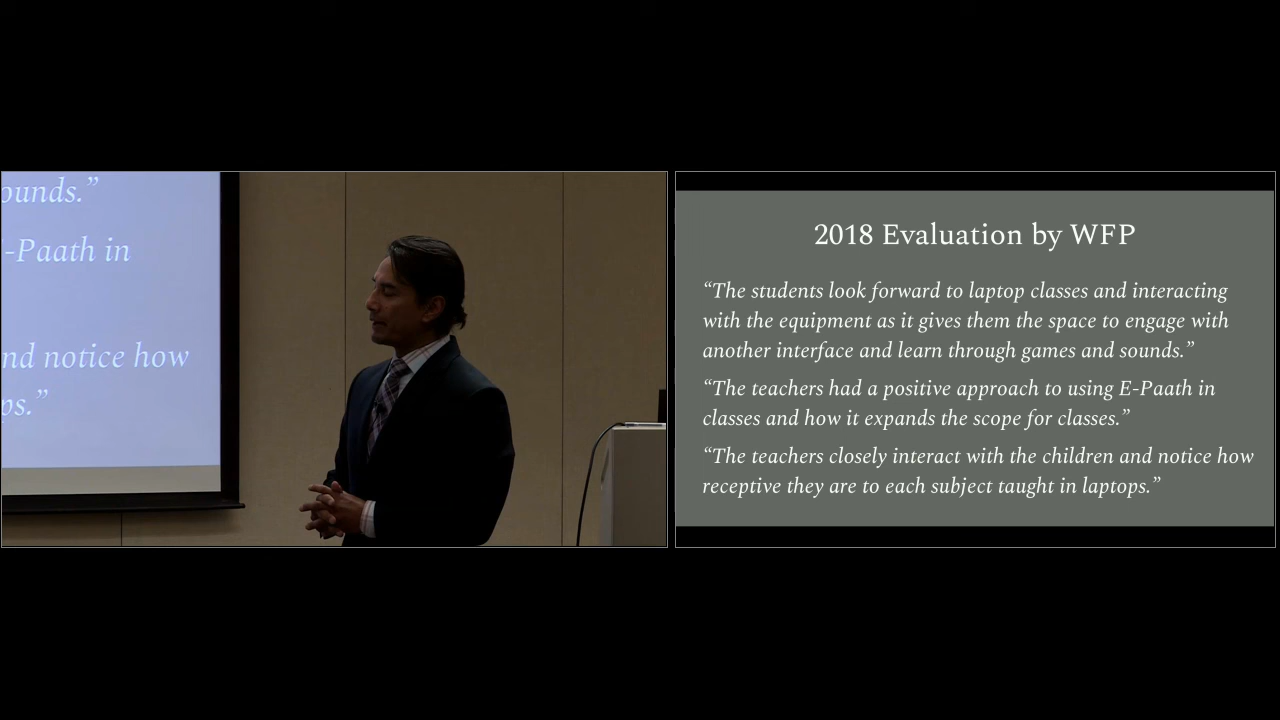 ounds.”
-Paath in
nd notice how
ps.”
2018 Evaluation by WFP
“The students look forward to laptop classes and interacting
with the equipment as it gives them the space to engage with
another interface and learn through games and sounds.”
“The teachers had a positive approach to using E-Paath in
classes and how it expands the scope for classes.”
“The teachers closely interact with the children and notice how
receptive they are to each subject taught in laptops.”